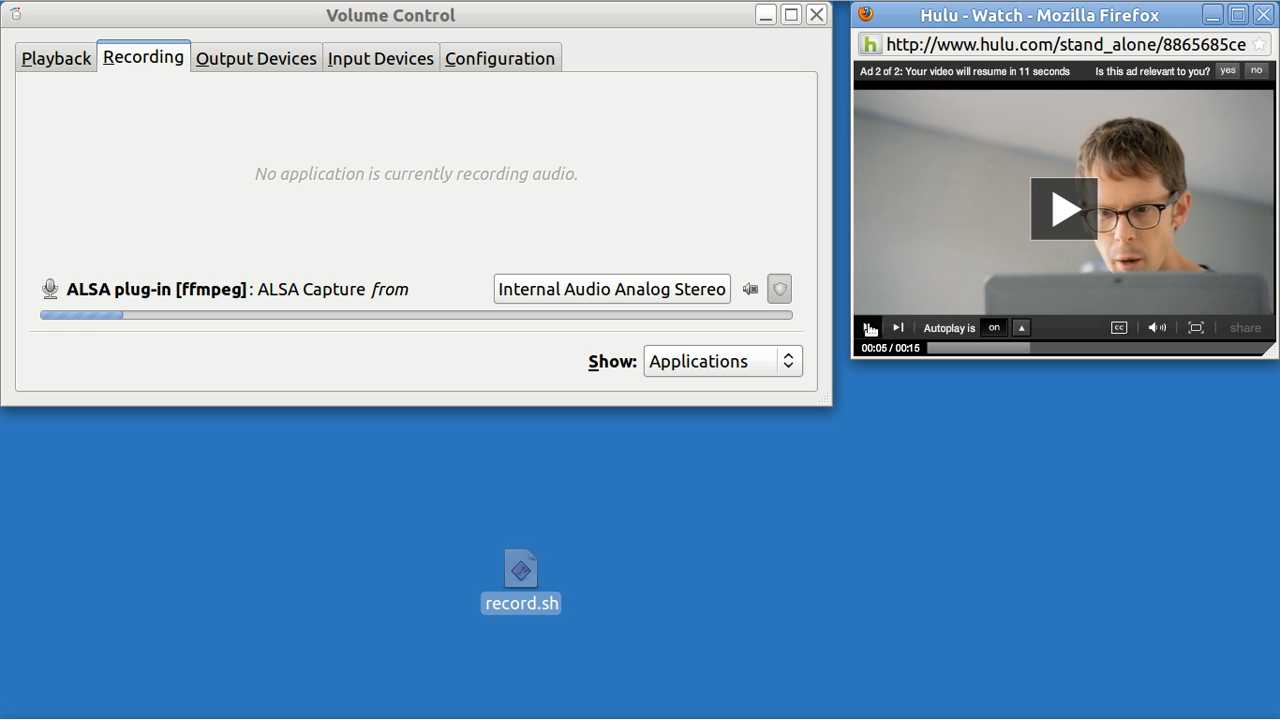 Volume Control
Playback Recording Output Devices Input Devices Configuration
No application is currently recording audio.
ALSA plug-in [ffmpeg]: ALSA Capture from Internal Audio Analog Stereo
Show: Applications
record.sh
Hulu - Watch - Mozilla Firefox
h http://www.hulu.com/stand_alone/8865685ce
Ad 2 of 2: Your video will resume in 11 seconds Is this ad relevant to you? yes no
Autoplay is on CC share
00:05 / 00:15